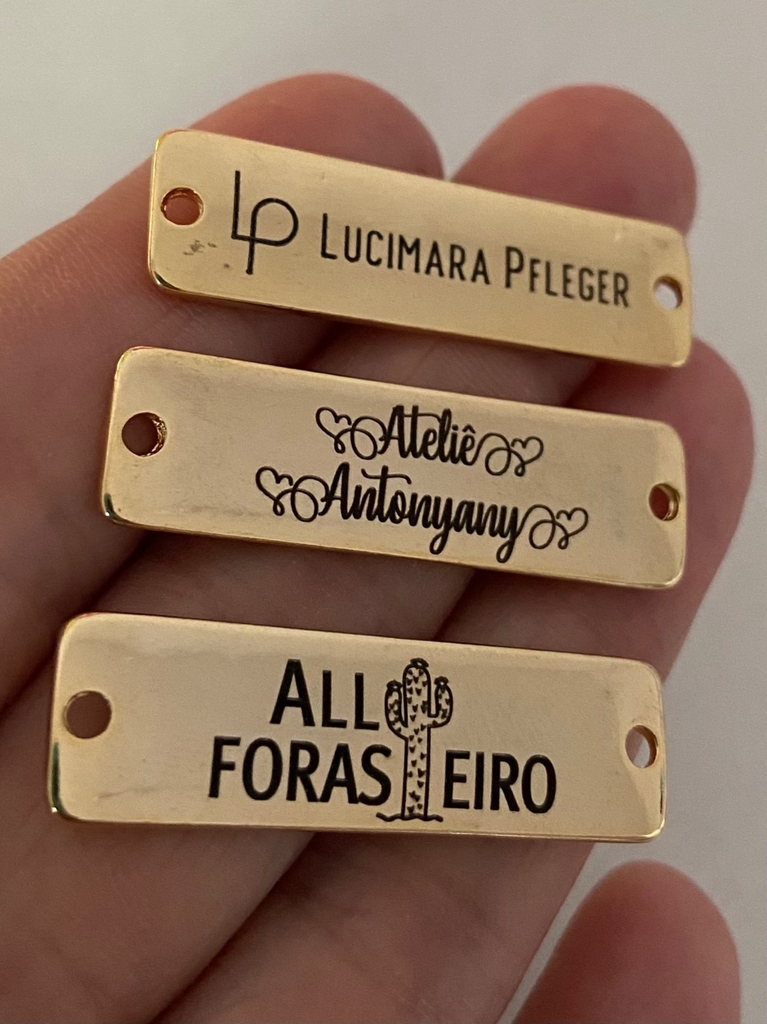 LP LUCIMARA PFLEGER
Ateliê
Antonyany
ALL
FORASTEIRO